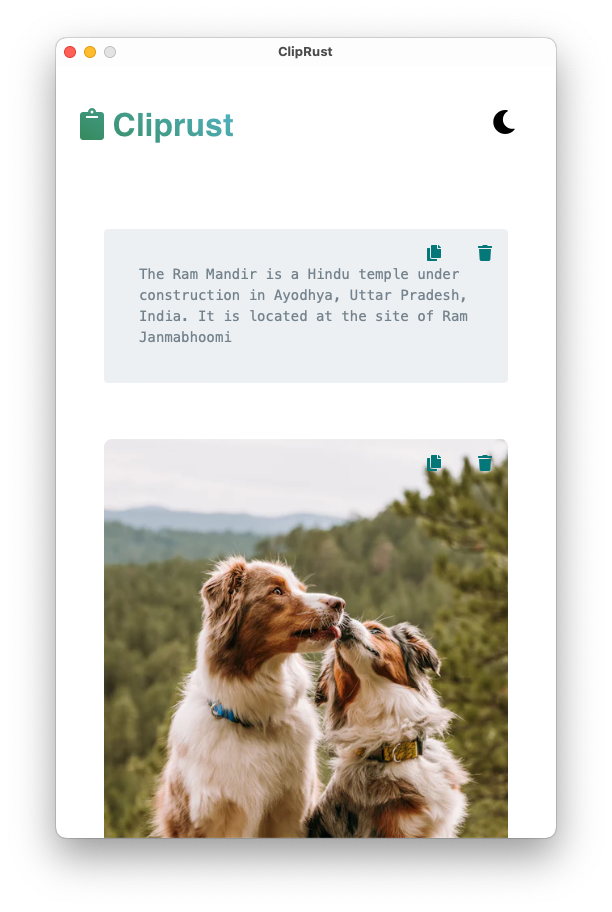 ClipRust
Cliprust
The Ram Mandir is a Hindu temple under
construction in Ayodhya, Uttar Pradesh,
India. It is located at the site of Ram
Janmabhoomi